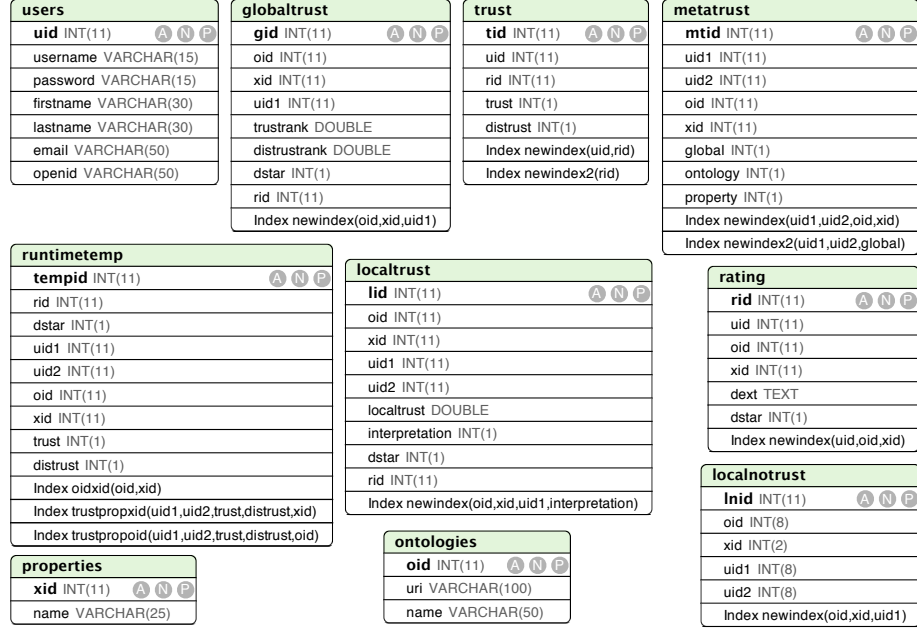 users
uid INT(11) A N P
username VARCHAR(15)
password VARCHAR(15)
firstname VARCHAR(30)
lastname VARCHAR(30)
email VARCHAR(50)
openid VARCHAR(50)
globaltrust
gid INT(11) A N P
oid INT(11)
xid INT(11)
uid1 INT(11)
trustrank DOUBLE
distrustrank DOUBLE
dstar INT(1)
rid INT(11)
Index newindex(oid,xid,uid1)
trust
tid INT(11) A N P
uid INT(11)
rid INT(11)
trust INT(1)
distrust INT(1)
Index newindex(uid,rid)
Index newindex2(rid)
metatrust
mtid INT(11) A N P
uid1 INT(11)
uid2 INT(11)
oid INT(11)
xid INT(11)
global INT(1)
ontology INT(1)
property INT(1)
Index newindex(uid1,uid2,oid,xid)
Index newindex2(uid1,uid2,global)
runtimetemp
tempid INT(11) A N P
rid INT(11)
dstar INT(1)
uid1 INT(11)
uid2 INT(11)
oid INT(11)
xid INT(11)
trust INT(1)
distrust INT(1)
Index oidxid(oid,xid)
Index trustpropxid(uid1,uid2,trust,distrust,xid)
Index trustpropoid(uid1,uid2,trust,distrust,oid)
localtrust
lid INT(11) A N P
oid INT(11)
xid INT(11)
uid1 INT(11)
uid2 INT(11)
localtrust DOUBLE
interpretation INT(1)
dstar INT(1)
rid INT(11)
Index newindex(oid,xid,uid1,interpretation)
rating
rid INT(11) A N P
uid INT(11)
oid INT(11)
xid INT(11)
dext TEXT
dstar INT(1)
Index newindex(uid,oid,xid)
properties
xid INT(11) A N P
name VARCHAR(25)
ontologies
oid INT(11) A N P
uri VARCHAR(100)
name VARCHAR(50)
localnotrust
lnid INT(11) A N P
oid INT(8)
xid INT(2)
uid1 INT(8)
uid2 INT(8)
Index newindex(oid,xid,uid1)